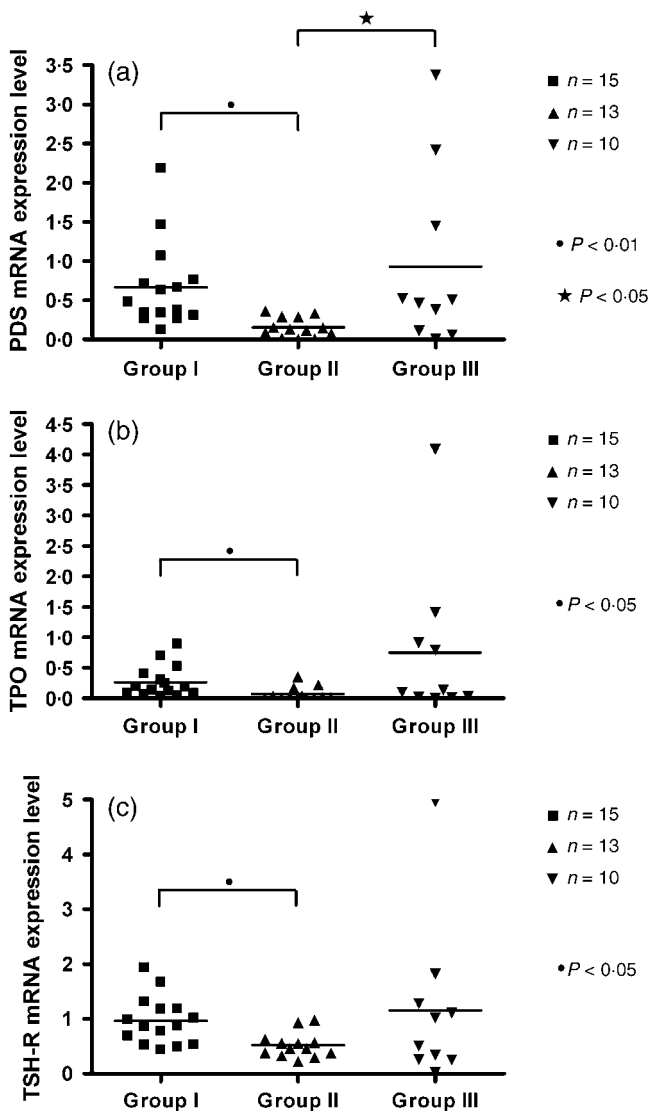 (a)
PDS mRNA expression level
3·5
3·0
2·5
2·0
1·5
1·0
0·5
0·0
Group I
Group II
Group III
n = 15
n = 13
n = 10
P < 0·01
P < 0·05
(b)
TPO mRNA expression level
4·5
4·0
3·5
3·0
2·5
2·0
1·5
1·0
0·5
0·0
Group I
Group II
Group III
n = 15
n = 13
n = 10
P < 0·05
(c)
TSH-R mRNA expression level
5
4
3
2
1
0
Group I
Group II
Group III
n = 15
n = 13
n = 10
P < 0·05